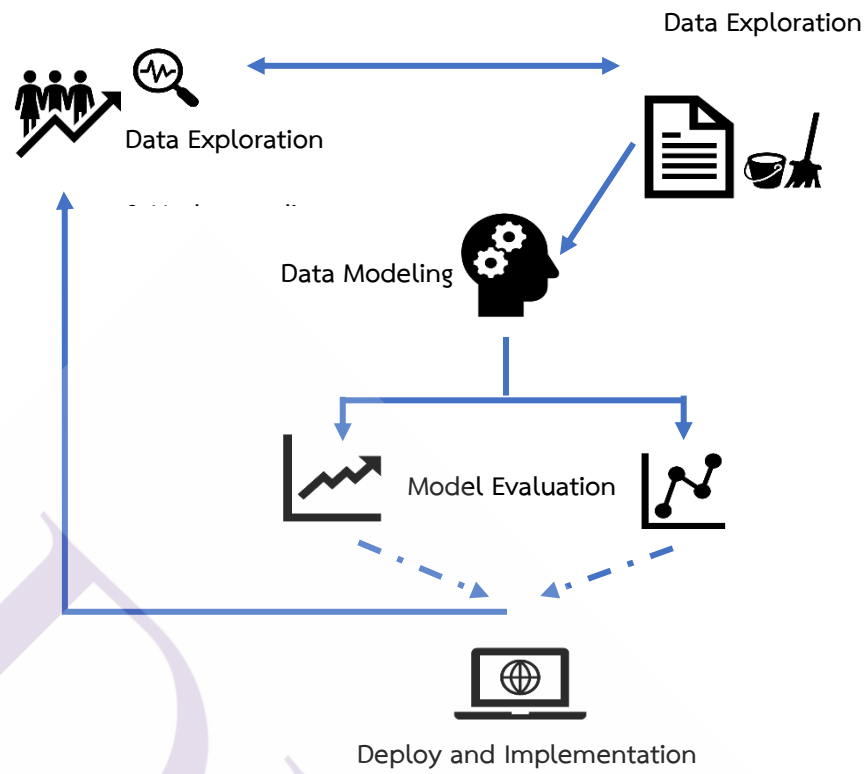 Data Exploration
Data Exploration
Data Modeling
Model Evaluation
Deploy and Implementation